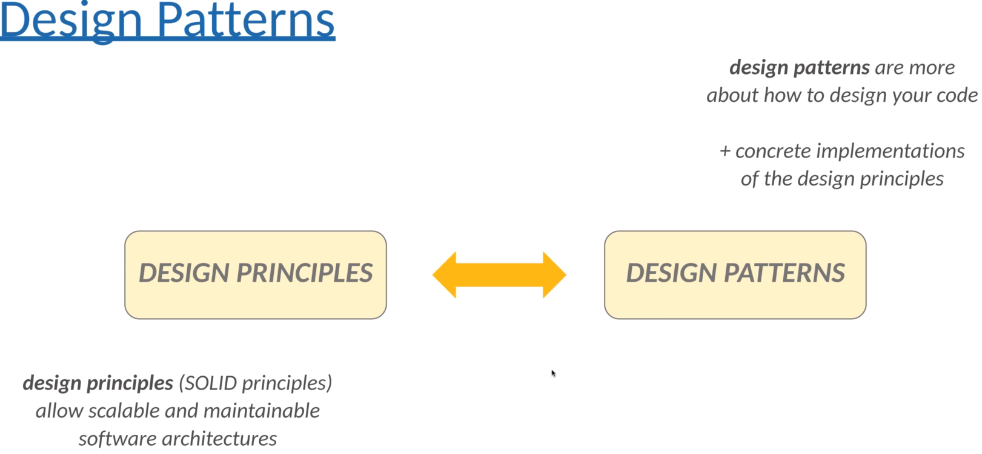 Design Patterns
design patterns are more
about how to design your code
+ concrete implementations
of the design principles
DESIGN PRINCIPLES
DESIGN PATTERNS
design principles (SOLID principles)
allow scalable and maintainable
software architectures